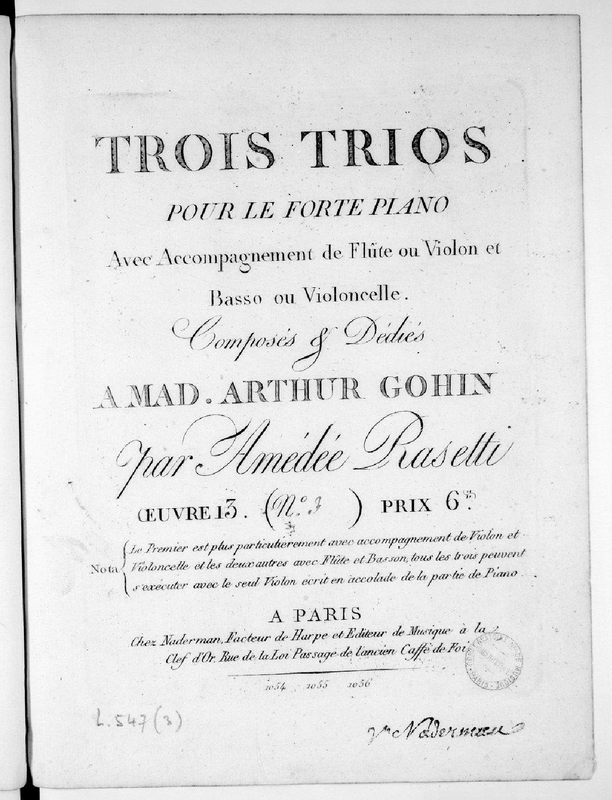 TROIS TRIOS
POUR LE FORTE PIANO
Avec Accompagnement de Flûte ou Violon et
Basso ou Violoncelle.
Composés & Dédiés
A MAD. ARTHUR GOHIN
par Amédée Rasetti
ŒUVRE 13. (No. 3) PRIX 6.
Nota { Le Premier est plus particulierement avec accompagnement de Violon et
Violoncelle et les deux autres avec Flûte et Basson, tous les trois peuvent
s'exécuter avec le seul Violon ecrit en accolade de la partie de Piano.
A PARIS
Chez Naderman, Facteur de Harpe et Editeur de Musique à la
Clef d'Or, Rue de la Loi Passage de l'ancien Caffé de Foi.
1054 1055 1056
L. 547 (3)
Naderman